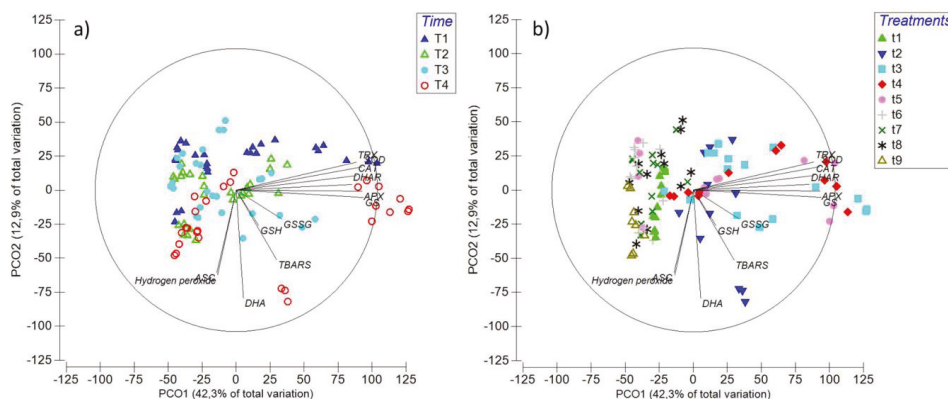 a)
Time
T1
T2
T3
T4
125
100
75
50
25
0
-25
-50
-75
-100
-125
PCO2 (12,9% of total variation)
TRX
CAT
DHAR
APX
GSSG
GSH
TBARS
ASC
Hydrogen peroxide
DHA
-125 -100 -75 -50 -25 0 25 50 75 100 125
PCO1 (42,3% of total variation)
b)
Treatments
t1
t2
t3
t4
t5
t6
t7
t8
t9
125
100
75
50
25
0
-25
-50
-75
-100
-125
PCO2 (12,9% of total variation)
TRX
CAT
DHAR
APX
GSSG
GSH
TBARS
ASC
Hydrogen peroxide
DHA
-125 -100 -75 -50 -25 0 25 50 75 100 125
PCO1 (42,3% of total variation)